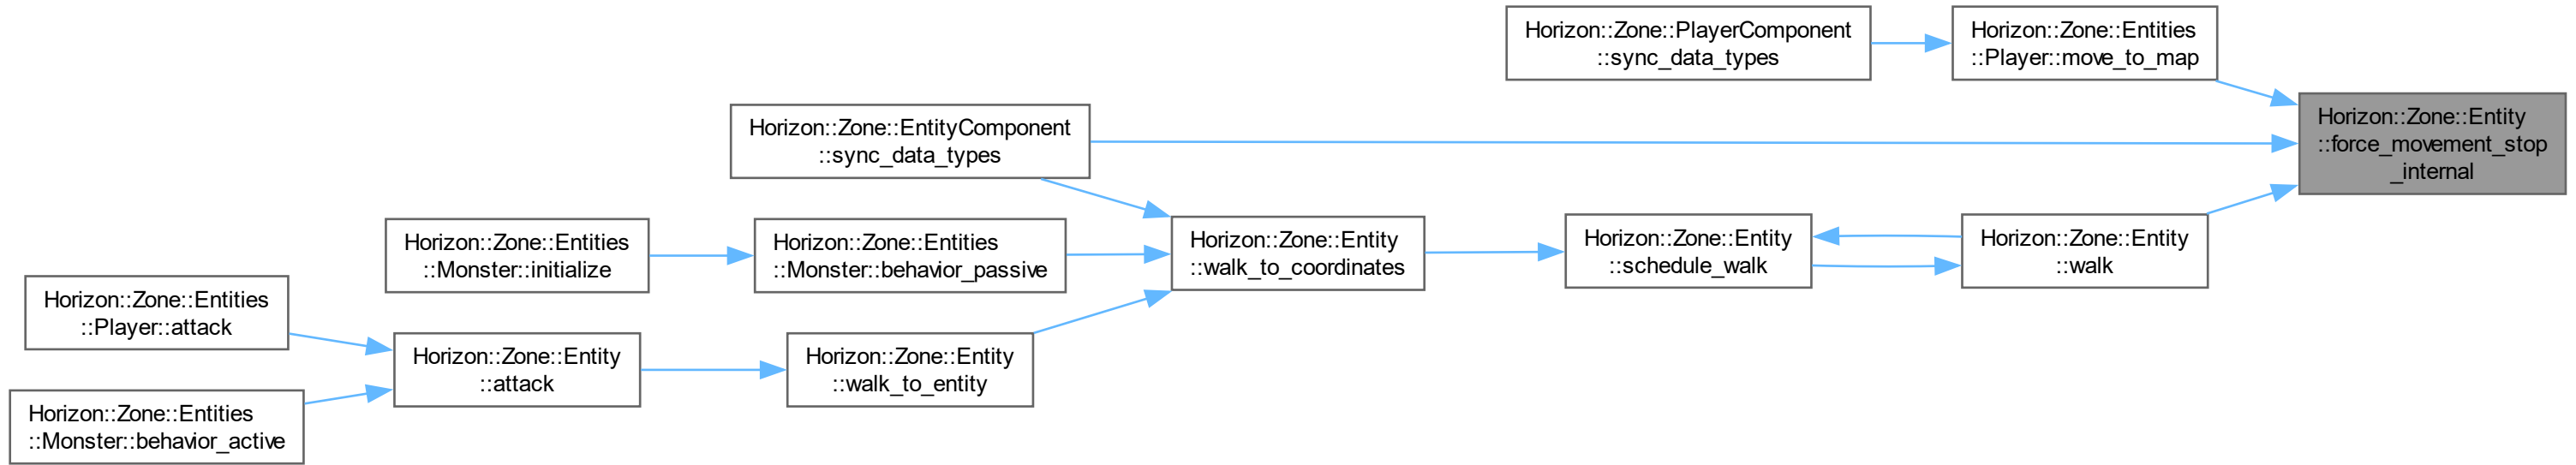 Horizon::Zone::PlayerComponent
::sync_data_types
Horizon::Zone::Entities
::Player::move_to_map
Horizon::Zone::Entity
::force_movement_stop
_internal
Horizon::Zone::EntityComponent
::sync_data_types
Horizon::Zone::Entities
::Monster::initialize
Horizon::Zone::Entities
::Monster::behavior_passive
Horizon::Zone::Entity
::walk_to_coordinates
Horizon::Zone::Entity
::schedule_walk
Horizon::Zone::Entity
::walk
Horizon::Zone::Entities
::Player::attack
Horizon::Zone::Entity
::attack
Horizon::Zone::Entity
::walk_to_entity
Horizon::Zone::Entities
::Monster::behavior_active